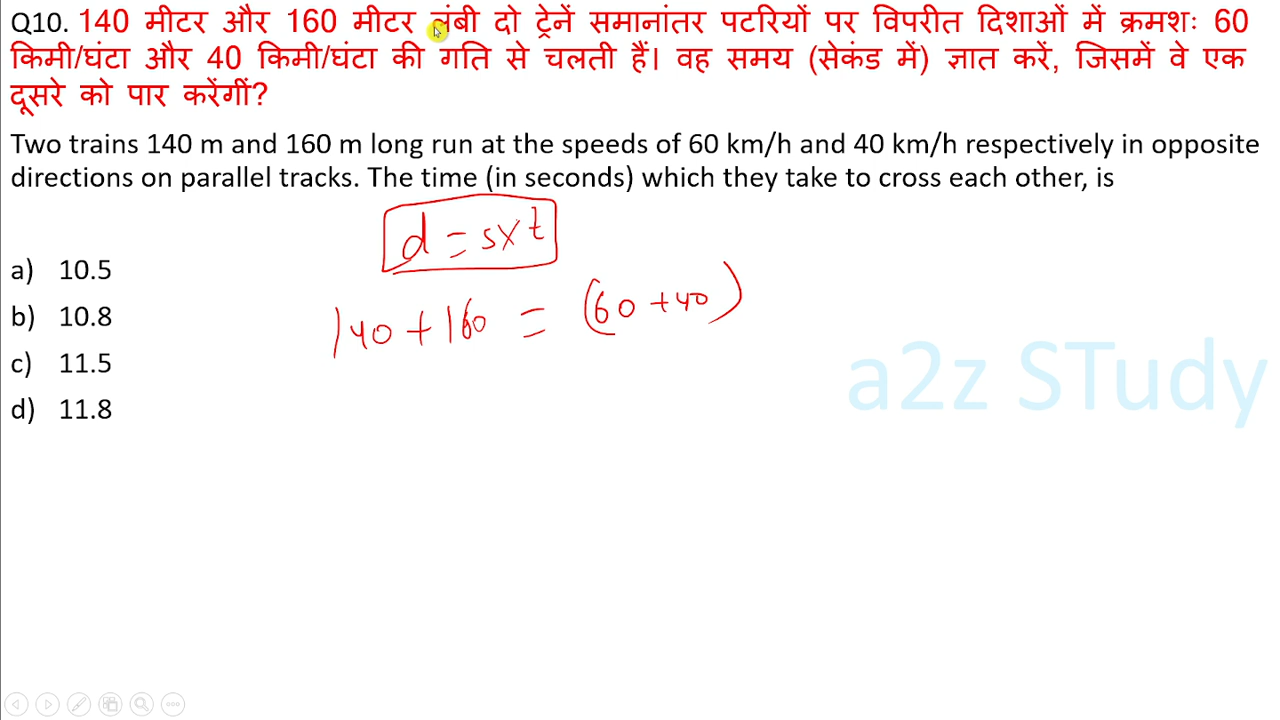 Q10. 140 मीटर और 160 मीटर लंबी दो ट्रेनें समानांतर पटरियों पर विपरीत दिशाओं में क्रमशः 60
किमी/घंटा और 40 किमी/घंटा की गति से चलती हैं। वह समय (सेकंड में) ज्ञात करें, जिसमें वे एक
दूसरे को पार करेंगीं?
Two trains 140 m and 160 m long run at the speeds of 60 km/h and 40 km/h respectively in opposite
directions on parallel tracks. The time (in seconds) which they take to cross each other, is
d = s×t
a) 10.5
140+160 = (60+40)
b) 10.8
c) 11.5
d) 11.8
a2z STudy